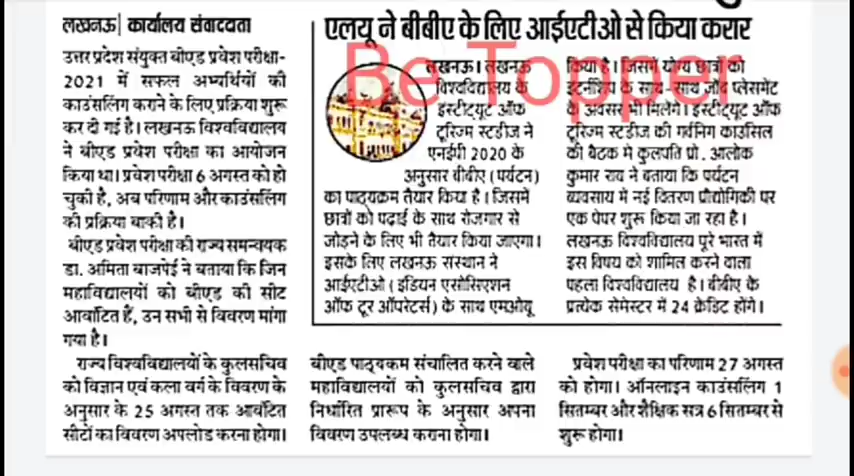 लखनऊ| कार्यालय संवाददाता
उत्तर प्रदेश संयुक्त बीएड प्रवेश परीक्षा-
2021 में सफल अभ्यर्थियों की
काउंसलिंग कराने के लिए प्रक्रिया शुरू
कर दी गई है। लखनऊ विश्वविद्यालय
ने बीएड प्रवेश परीक्षा का आयोजन
किया था। प्रवेश परीक्षा 6 अगस्त को हो
चुकी है, अब परिणाम और काउंसलिंग
की प्रक्रिया बाकी है।
बीएड प्रवेश परीक्षा की राज्य समन्वयक
डा. अमिता बाजपेई ने बताया कि जिन
महाविद्यालयों को बीएड की सीट
आवंटित हैं, उन सभी से विवरण मांगा
गया है।
राज्य विश्वविद्यालयों के कुलसचिव
को विज्ञान एवं कला वर्ग के विवरण के
अनुसार के 25 अगस्त तक आवंटित
सीटों का विवरण अपलोड करना होगा।
बीएड पाठ्यकम संचालित करने वाले
महाविद्यालयों को कुलसचिव द्वारा
निर्धारित प्रारूप के अनुसार अपना
विवरण उपलब्ध कराना होगा।
प्रवेश परीक्षा का परिणाम 27 अगस्त
को होगा। ऑनलाइन काउंसलिंग 1
सितम्बर और शैक्षिक सत्र 6 सितम्बर से
शुरू होगा।
एलयू ने बीबीए के लिए आईएटीओ से किया करार
Be Topper
लखनऊ। लखनऊ
विश्वविद्यालय के
इंस्टीट्यूट ऑफ
टूरिज्म स्टडीज ने
एनईपी 2020 के
अनुसार बीबीए (पर्यटन)
का पाठ्यक्रम तैयार किया है। जिसमें
छात्रों को पढ़ाई के साथ रोजगार से
जोड़ने के लिए भी तैयार किया जाएगा।
इसके लिए लखनऊ संस्थान ने
आईएटीओ (इंडियन एसोसिएशन
ऑफ टूर ऑपरेटर्स) के साथ एमओयू
किया है। जिसमें योग्य छात्रों को
इंटर्नशिप के साथ-साथ जॉब प्लेसमेंट
के अवसर भी मिलेंगे। इंस्टीट्यूट ऑफ
टूरिज्म स्टडीज की गवर्निंग काउंसिल
की बैठक में कुलपति प्रो. आलोक
कुमार राय ने बताया कि पर्यटन
व्यवसाय में नई वितरण प्रौद्योगिकी पर
एक पेपर शुरू किया जा रहा है।
लखनऊ विश्वविद्यालय पूरे भारत में
इस विषय को शामिल करने वाला
पहला विश्वविद्यालय है। बीबीए के
प्रत्येक सेमेस्टर में 24 क्रेडिट होंगे।